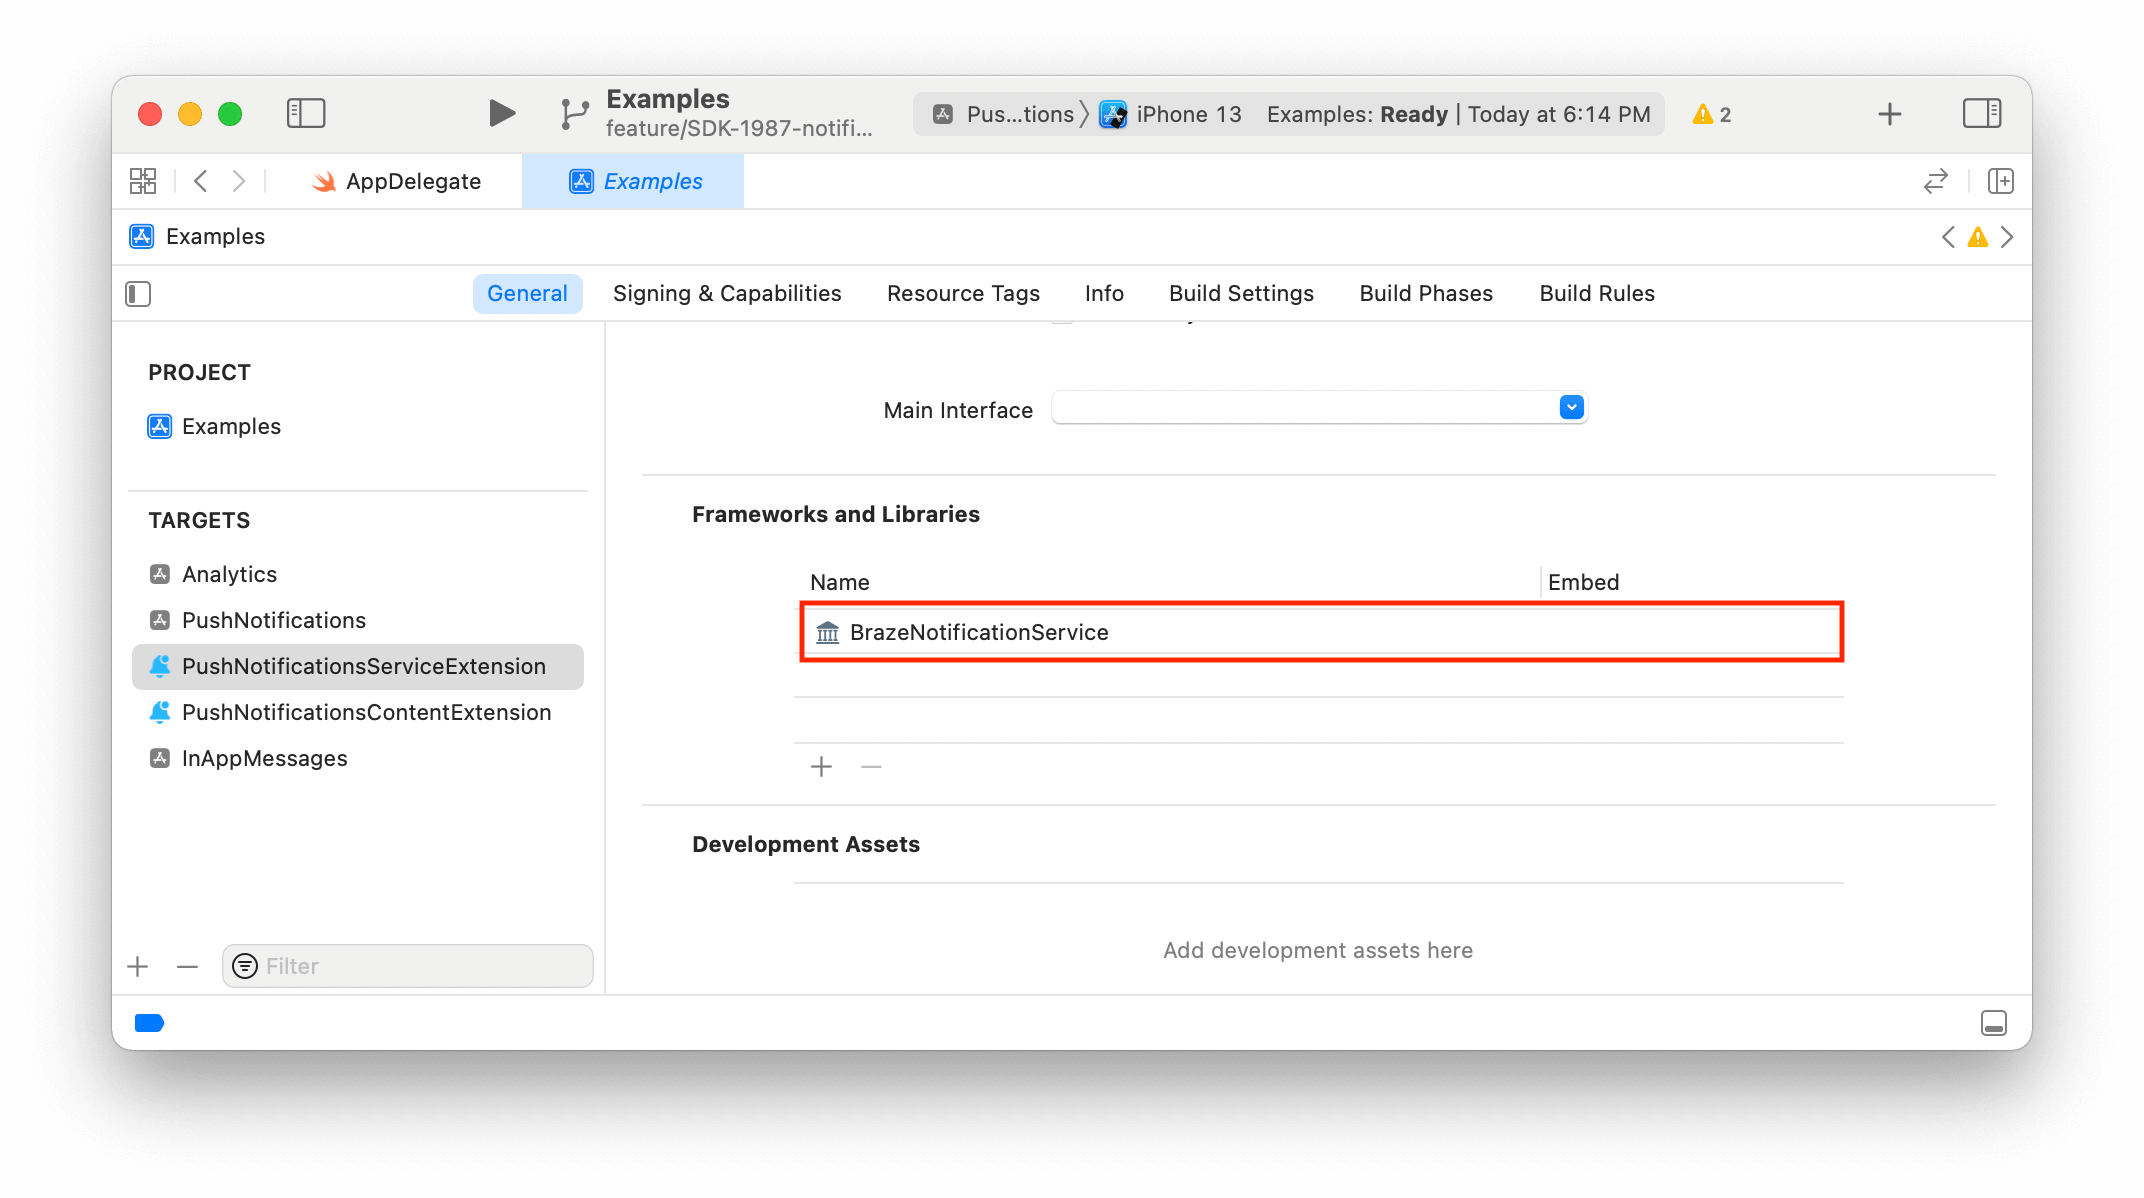 Examples
feature/SDK-1987-notifi...
Pus...tions iPhone 13 Examples: Ready | Today at 6:14 PM 2
AppDelegate Examples
Examples
General Signing & Capabilities Resource Tags Info Build Settings Build Phases Build Rules
PROJECT
Examples
TARGETS
Analytics
PushNotifications
PushNotificationsServiceExtension
PushNotificationsContentExtension
InAppMessages
Filter
Main Interface
Frameworks and Libraries
Name Embed
BrazeNotificationService
Development Assets
Add development assets here